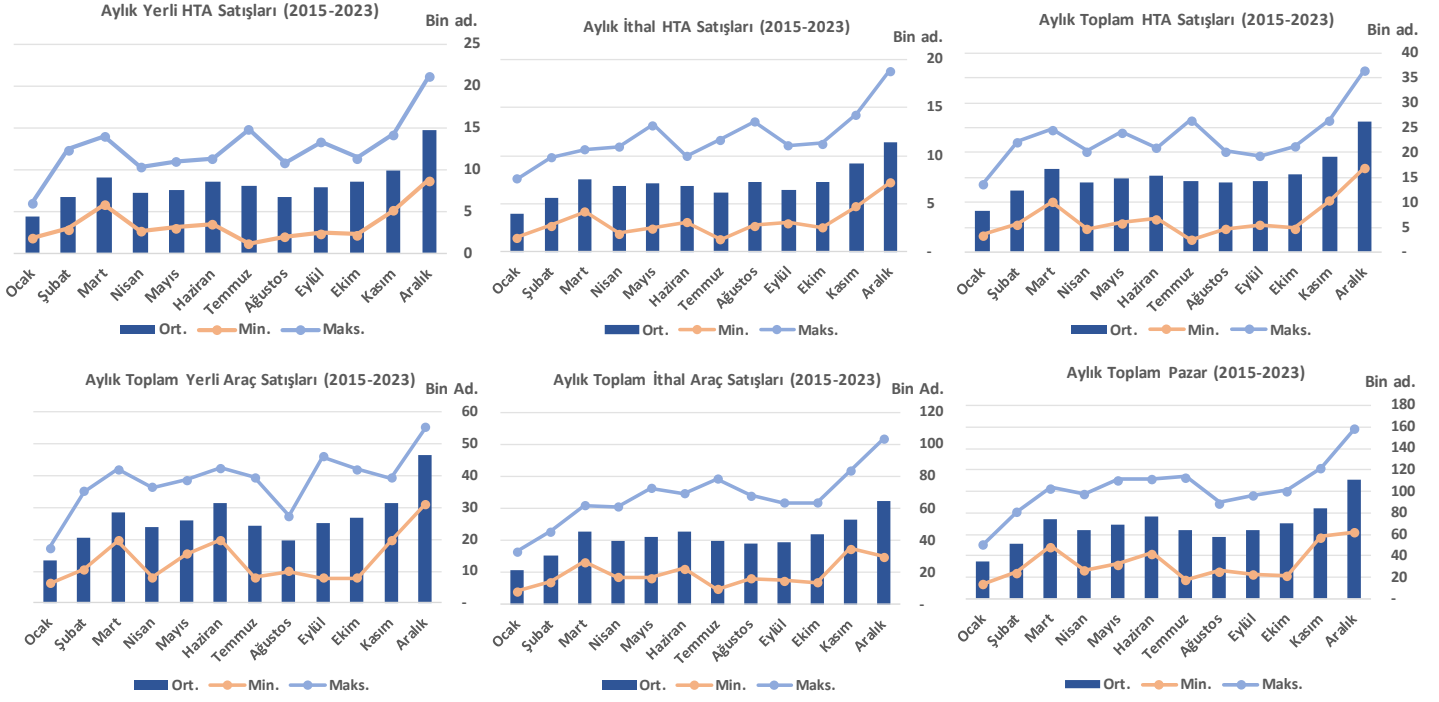 Aylık Yerli HTA Satışları (2015-2023)
Bin ad.
25
20
15
10
5
0
Ocak
Şubat
Mart
Nisan
Mayıs
Haziran
Temmuz
Ağustos
Eylül
Ekim
Kasım
Aralık
Ort. Min. Maks.
Aylık İthal HTA Satışları (2015-2023)
Bin ad.
20
15
10
5
-
Ocak
Şubat
Mart
Nisan
Mayıs
Haziran
Temmuz
Ağustos
Eylül
Ekim
Kasım
Aralık
Ort. Min. Maks.
Aylık Toplam HTA Satışları (2015-2023)
Bin ad.
40
35
30
25
20
15
10
5
-
Ocak
Şubat
Mart
Nisan
Mayıs
Haziran
Temmuz
Ağustos
Eylül
Ekim
Kasım
Aralık
Ort. Min. Maks.
Aylık Toplam Yerli Araç Satışları (2015-2023)
Bin Ad.
60
50
40
30
20
10
-
Ocak
Şubat
Mart
Nisan
Mayıs
Haziran
Temmuz
Ağustos
Eylül
Ekim
Kasım
Aralık
Ort. Min. Maks.
Aylık Toplam İthal Araç Satışları (2015-2023)
Bin Ad.
120
100
80
60
40
20
-
Ocak
Şubat
Mart
Nisan
Mayıs
Haziran
Temmuz
Ağustos
Eylül
Ekim
Kasım
Aralık
Ort. Min. Maks.
Aylık Toplam Pazar (2015-2023)
Bin ad.
180
160
140
120
100
80
60
40
20
-
Ocak
Şubat
Mart
Nisan
Mayıs
Haziran
Temmuz
Ağustos
Eylül
Ekim
Kasım
Aralık
Ort. Min. Maks.